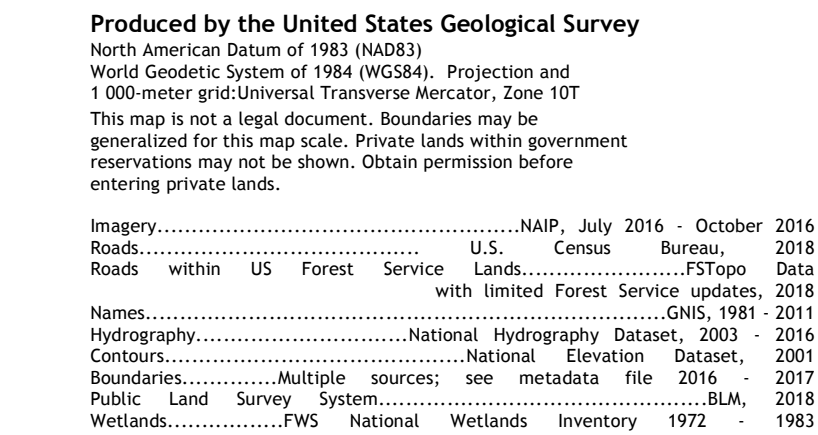 Produced by the United States Geological Survey
North American Datum of 1983 (NAD83)
World Geodetic System of 1984 (WGS84). Projection and
1 000-meter grid:Universal Transverse Mercator, Zone 10T
This map is not a legal document. Boundaries may be
generalized for this map scale. Private lands within government
reservations may not be shown. Obtain permission before
entering private lands.
Imagery.....................................................NAIP, July 2016 - October 2016
Roads......................................... U.S. Census Bureau, 2018
Roads within US Forest Service Lands........................FSTopo Data
with limited Forest Service updates, 2018
Names............................................................................GNIS, 1981 - 2011
Hydrography...............................National Hydrography Dataset, 2003 - 2016
Contours............................................National Elevation Dataset, 2001
Boundaries..............Multiple sources; see metadata file 2016 - 2017
Public Land Survey System................................................BLM, 2018
Wetlands.................FWS National Wetlands Inventory 1972 - 1983